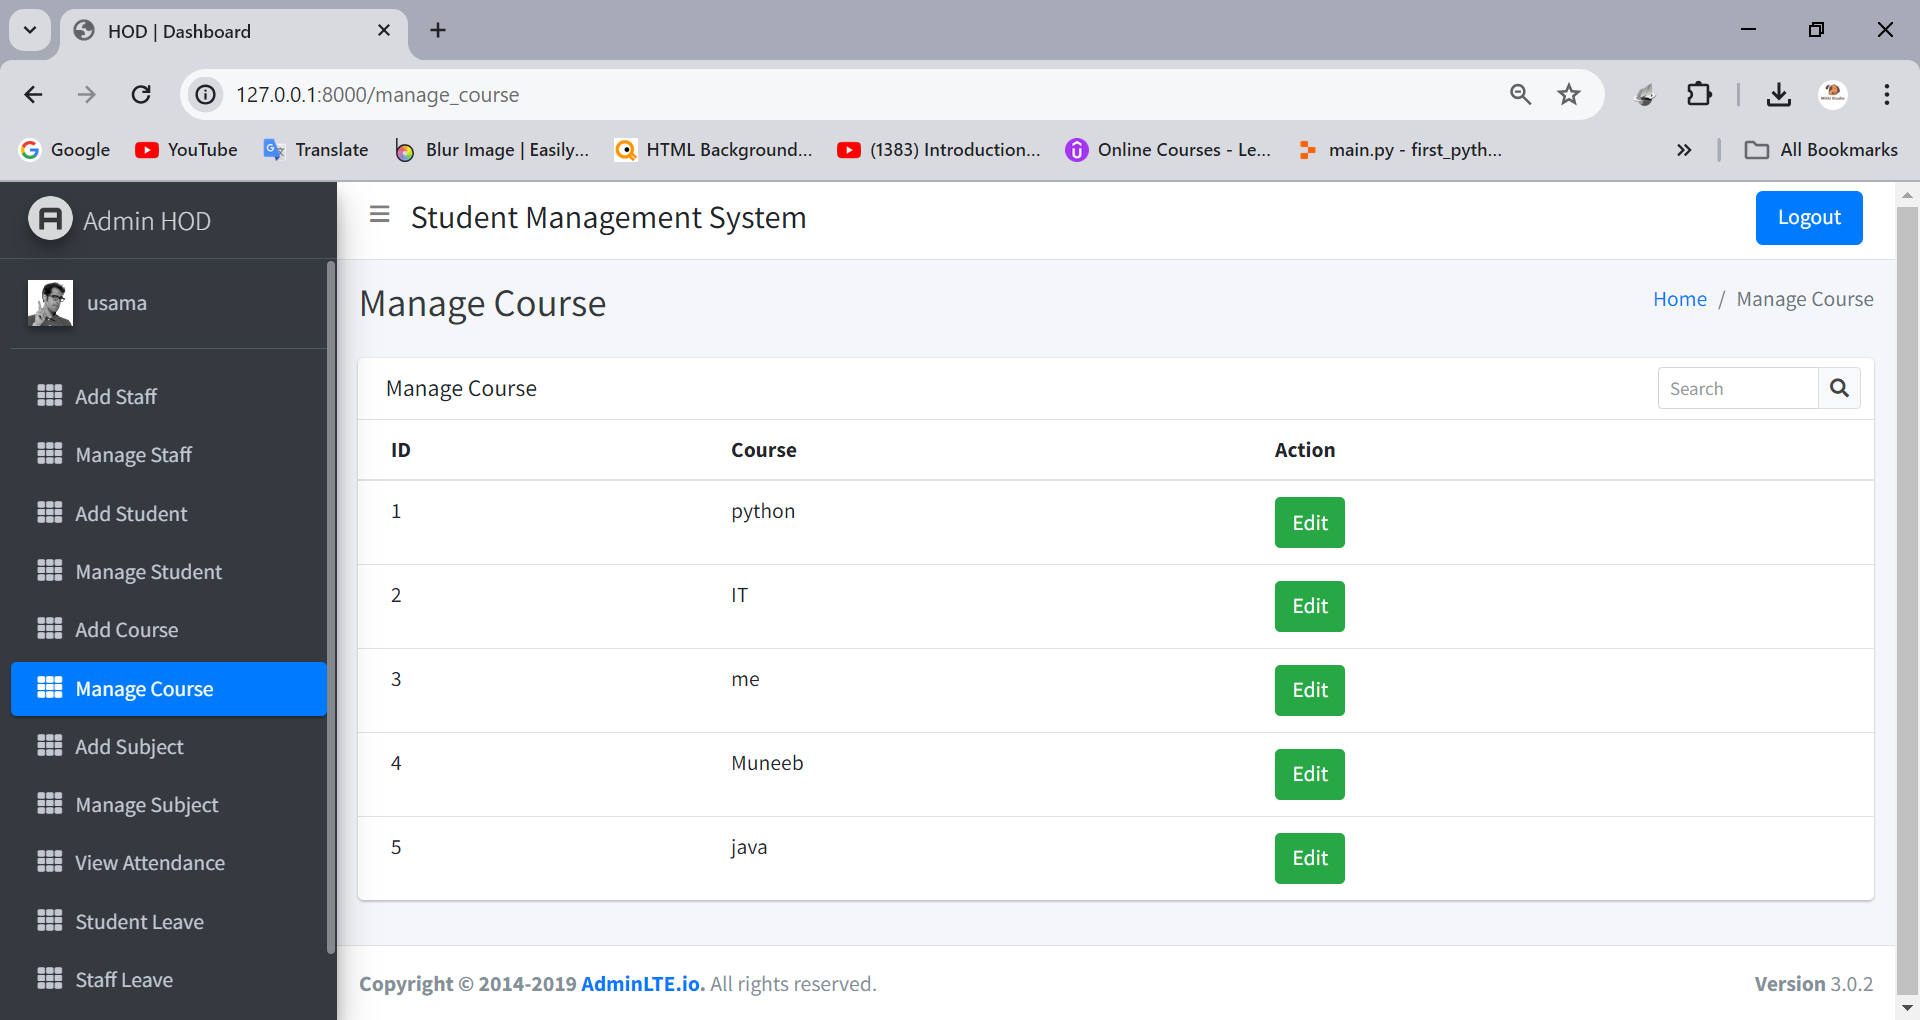 HOD | Dashboard
127.0.0.1:8000/manage_course
Google YouTube Translate Blur Image | Easily... HTML Background... (1383) Introduction... Online Courses - Le... main.py - first_pyth... All Bookmarks
Admin HOD
Student Management System
Logout
usama
Manage Course
Home / Manage Course
Add Staff
Manage Staff
Add Student
Manage Student
Add Course
Manage Course
Add Subject
Manage Subject
View Attendance
Student Leave
Staff Leave
Manage Course
Search
ID Course Action
1 python Edit
2 IT Edit
3 me Edit
4 Muneeb Edit
5 java Edit
Copyright © 2014-2019 AdminLTE.io. All rights reserved.
Version 3.0.2